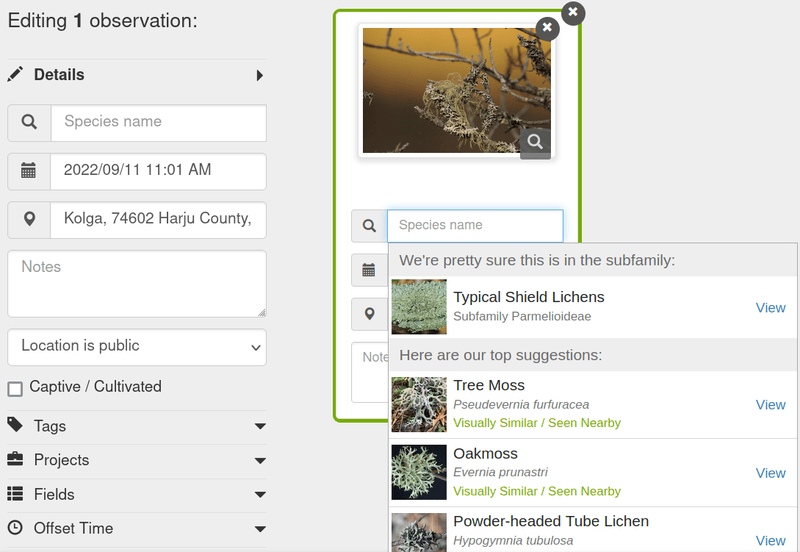 Editing 1 observation:
Details
Species name
2022/09/11 11:01 AM
Kolga, 74602 Harju County,
Notes
Location is public
Captive / Cultivated
Tags
Projects
Fields
Offset Time
Species name
Note
We're pretty sure this is in the subfamily:
Typical Shield Lichens
Subfamily Parmelioideae
View
Here are our top suggestions:
Tree Moss
Pseudevernia furfuracea
Visually Similar / Seen Nearby
View
Oakmoss
Evernia prunastri
Visually Similar / Seen Nearby
View
Powder-headed Tube Lichen
Hypogymnia tubulosa
View